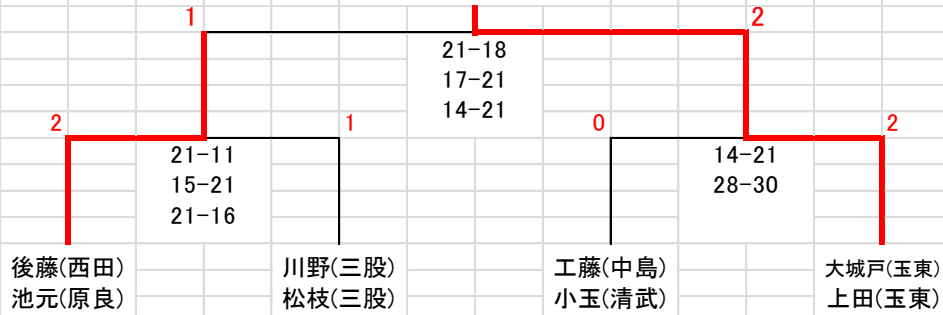 1
2
21-18
17-21
14-21
2
1
0
2
21-11
15-21
21-16
14-21
28-30
後藤(西田)
池元(原良)
川野(三股)
松枝(三股)
工藤(中島)
小玉(清武)
大城戸(玉東)
上田(玉東)